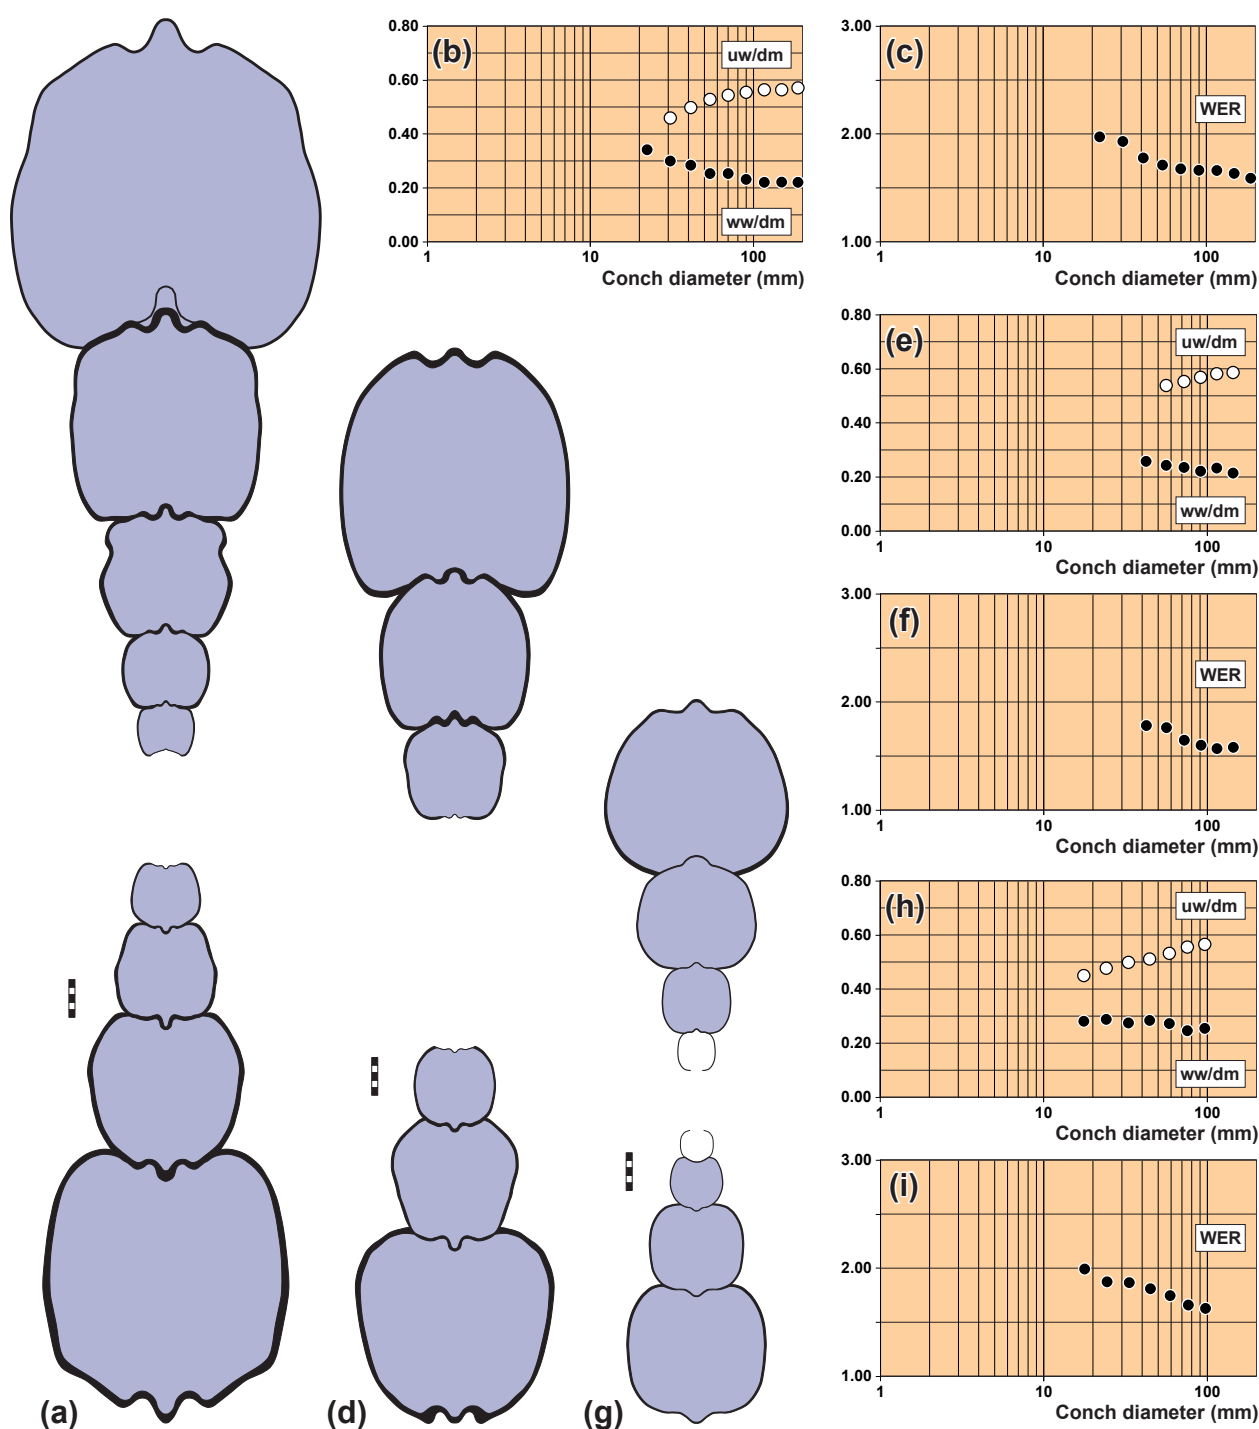 (b)
uw/dm
ww/dm
0.80
0.60
0.40
0.20
0.00
1 10 100
Conch diameter (mm)
(c)
WER
3.00
2.00
1.00
1 10 100
Conch diameter (mm)
(e)
uw/dm
ww/dm
0.80
0.60
0.40
0.20
0.00
1 10 100
Conch diameter (mm)
(f)
WER
3.00
2.00
1.00
1 10 100
Conch diameter (mm)
(h)
uw/dm
ww/dm
0.80
0.60
0.40
0.20
0.00
1 10 100
Conch diameter (mm)
(i)
WER
3.00
2.00
1.00
1 10 100
Conch diameter (mm)
(a) (d) (g)